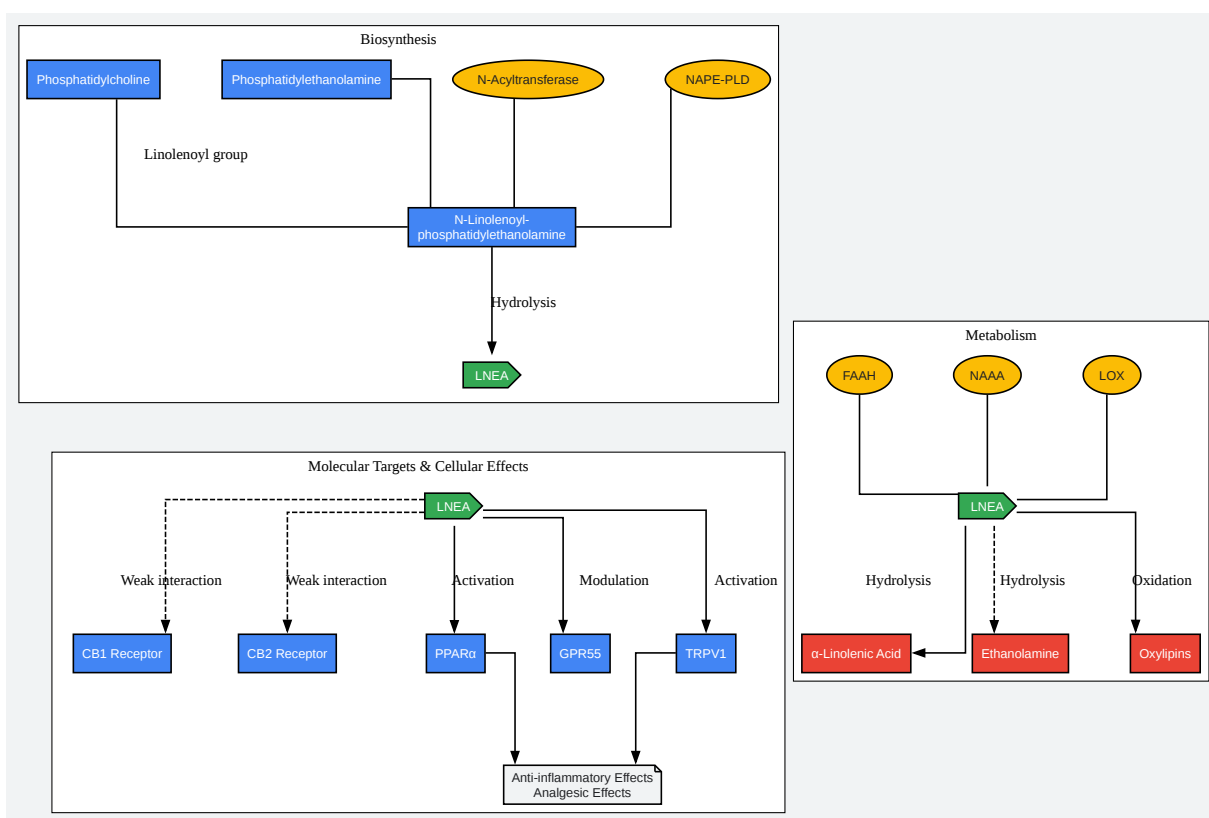 Biosynthesis
Phosphatidylcholine
Phosphatidylethanolamine
N-Acyltransferase
NAPE-PLD
Linolenoyl group
N-Linolenoyl-
phosphatidylethanolamine
Hydrolysis
LNEA
Metabolism
FAAH
NAAA
LOX
LNEA
Hydrolysis
Hydrolysis
Oxidation
α-Linolenic Acid
Ethanolamine
Oxylipins
Molecular Targets & Cellular Effects
LNEA
Weak interaction
Weak interaction
Activation
Modulation
Activation
CB1 Receptor
CB2 Receptor
PPARα
GPR55
TRPV1
Anti-inflammatory Effects
Analgesic Effects